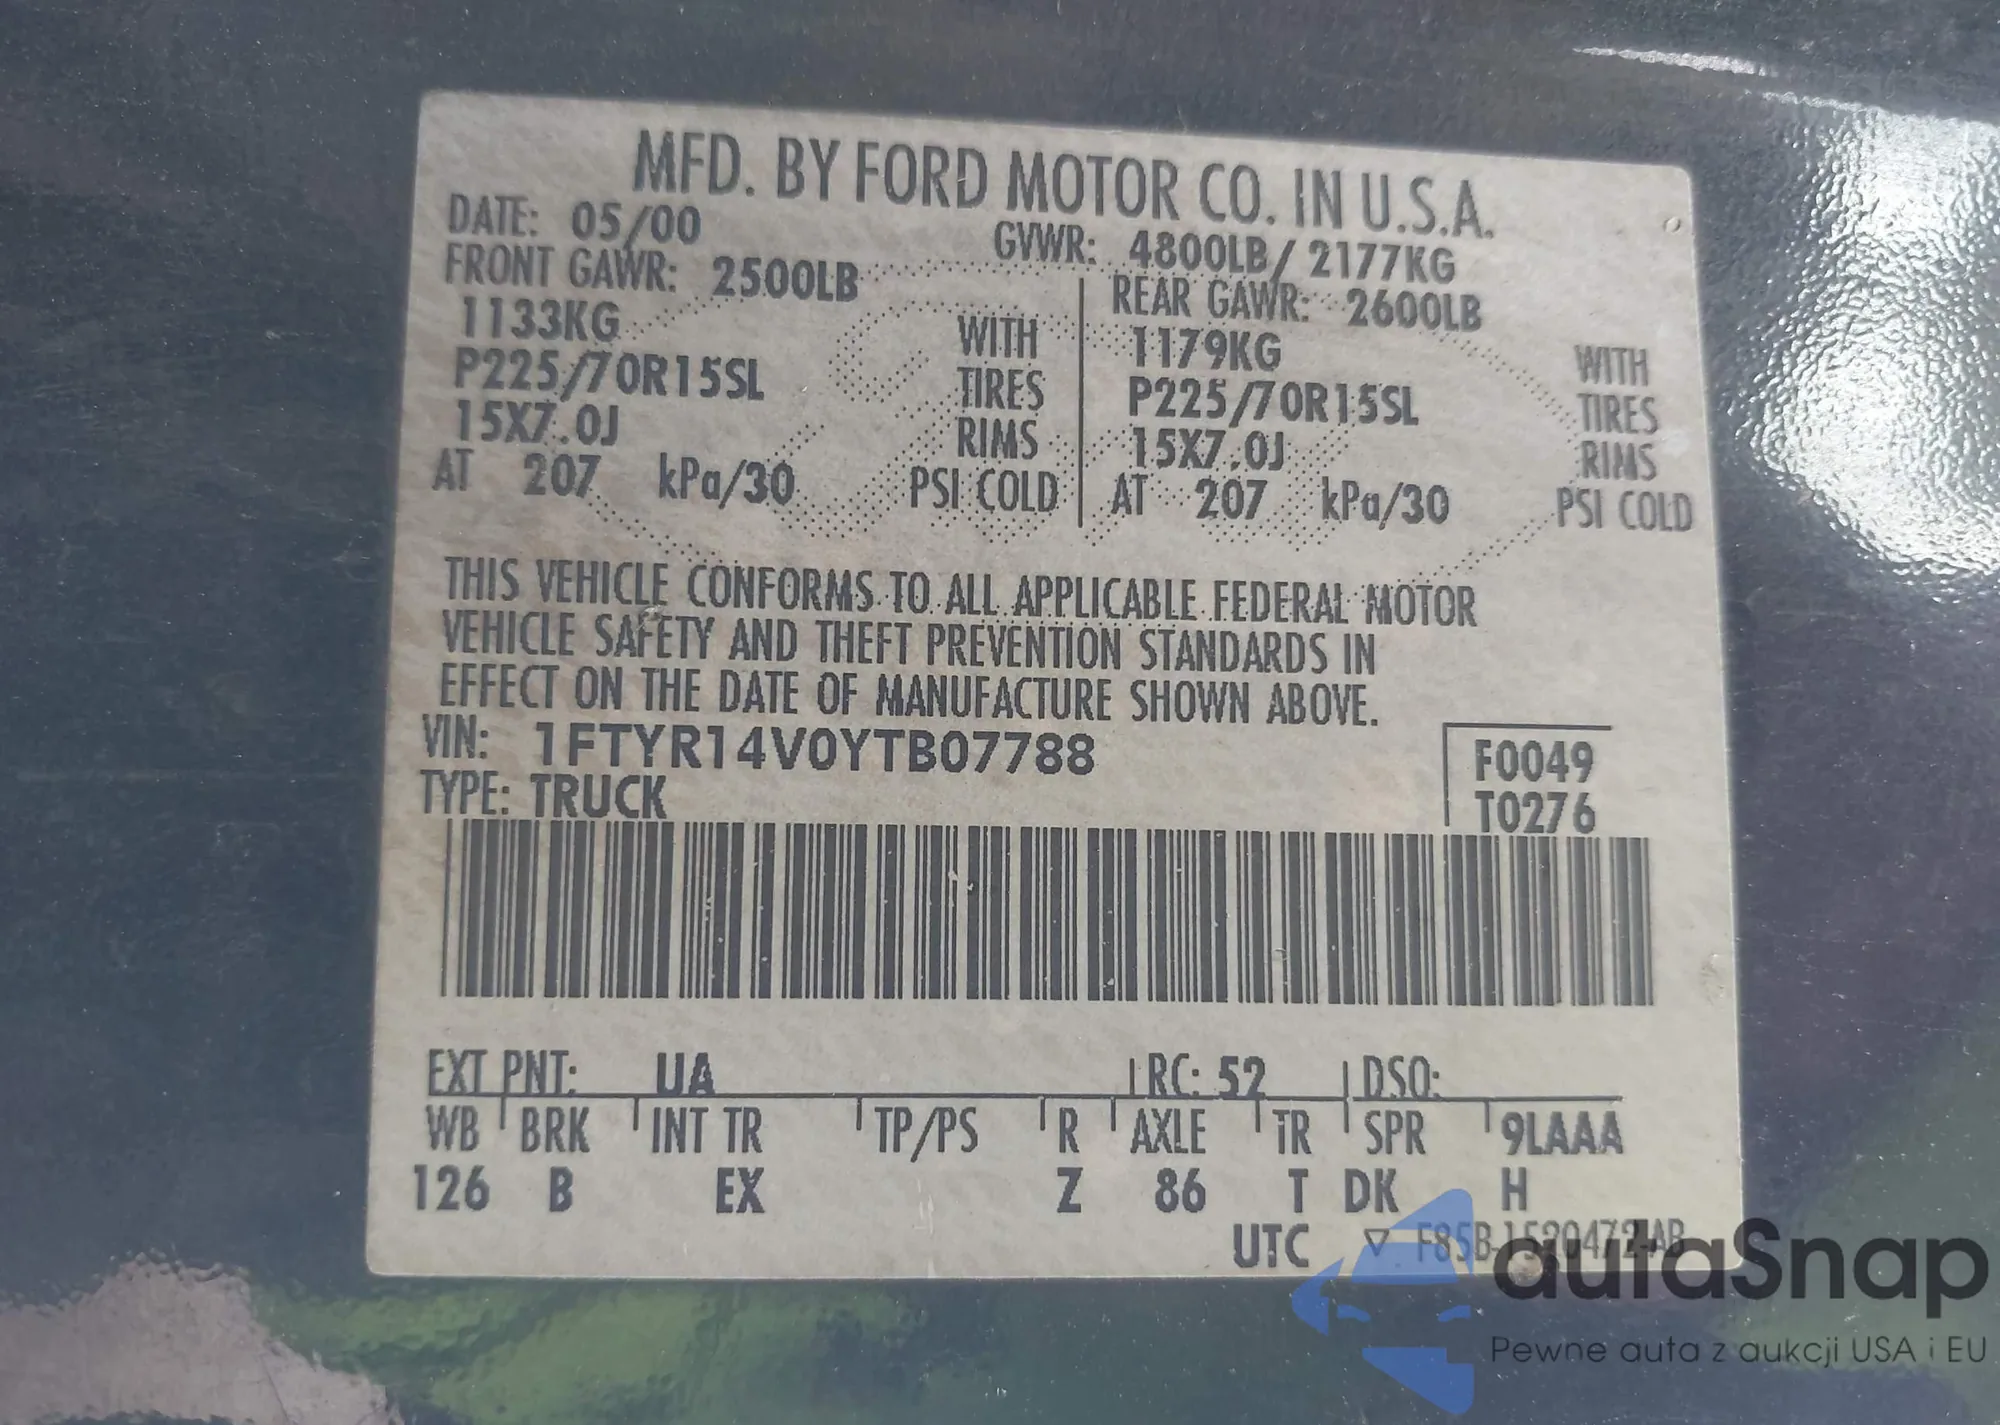 MFD. BY FORD MOTOR CO. IN U.S.A.
DATE: 05/00 GVWR: 4800LB/ 2177KG
FRONT GAWR: 2500LB REAR GAWR: 2600LB
1133KG WITH 1179KG WITH
P225/70R15SL TIRES P225/70R15SL TIRES
15X7.0J RIMS 15X7.0J RIMS
AT 207 kPa/30 PSI COLD AT 207 kPa/30 PSI COLD
THIS VEHICLE CONFORMS TO ALL APPLICABLE FEDERAL MOTOR
VEHICLE SAFETY AND THEFT PREVENTION STANDARDS IN
EFFECT ON THE DATE OF MANUFACTURE SHOWN ABOVE.
VIN: 1FTYR14V0YTB07788 F0049
TYPE: TRUCK T0276
EXT PNT: UA RC: 52 DSO:
WB BRK INT TR TP/PS R AXLE TR SPR 9LAAA
126 B EX Z 86 T DK H
UTC ▽ F85B-1520472-AB
autaSnap
Pewne auta z aukcji USA i EU